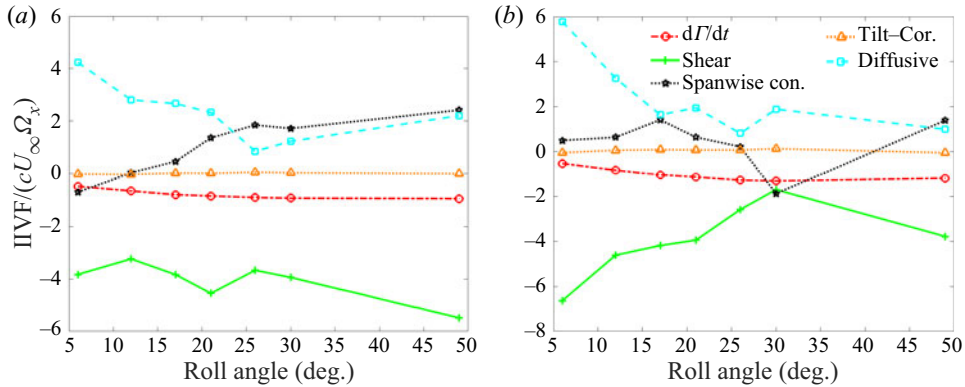 (a)
6
4
2
0
−2
−4
−6
IIVF/(cU∞Ωx)
5 10 15 20 25 30 35 40 45 50
Roll angle (deg.)
(b)
6
4
2
0
−2
−4
−6
−8
dΓ/dt
Shear
Spanwise con.
Tilt–Cor.
Diffusive
5 10 15 20 25 30 35 40 45 50
Roll angle (deg.)